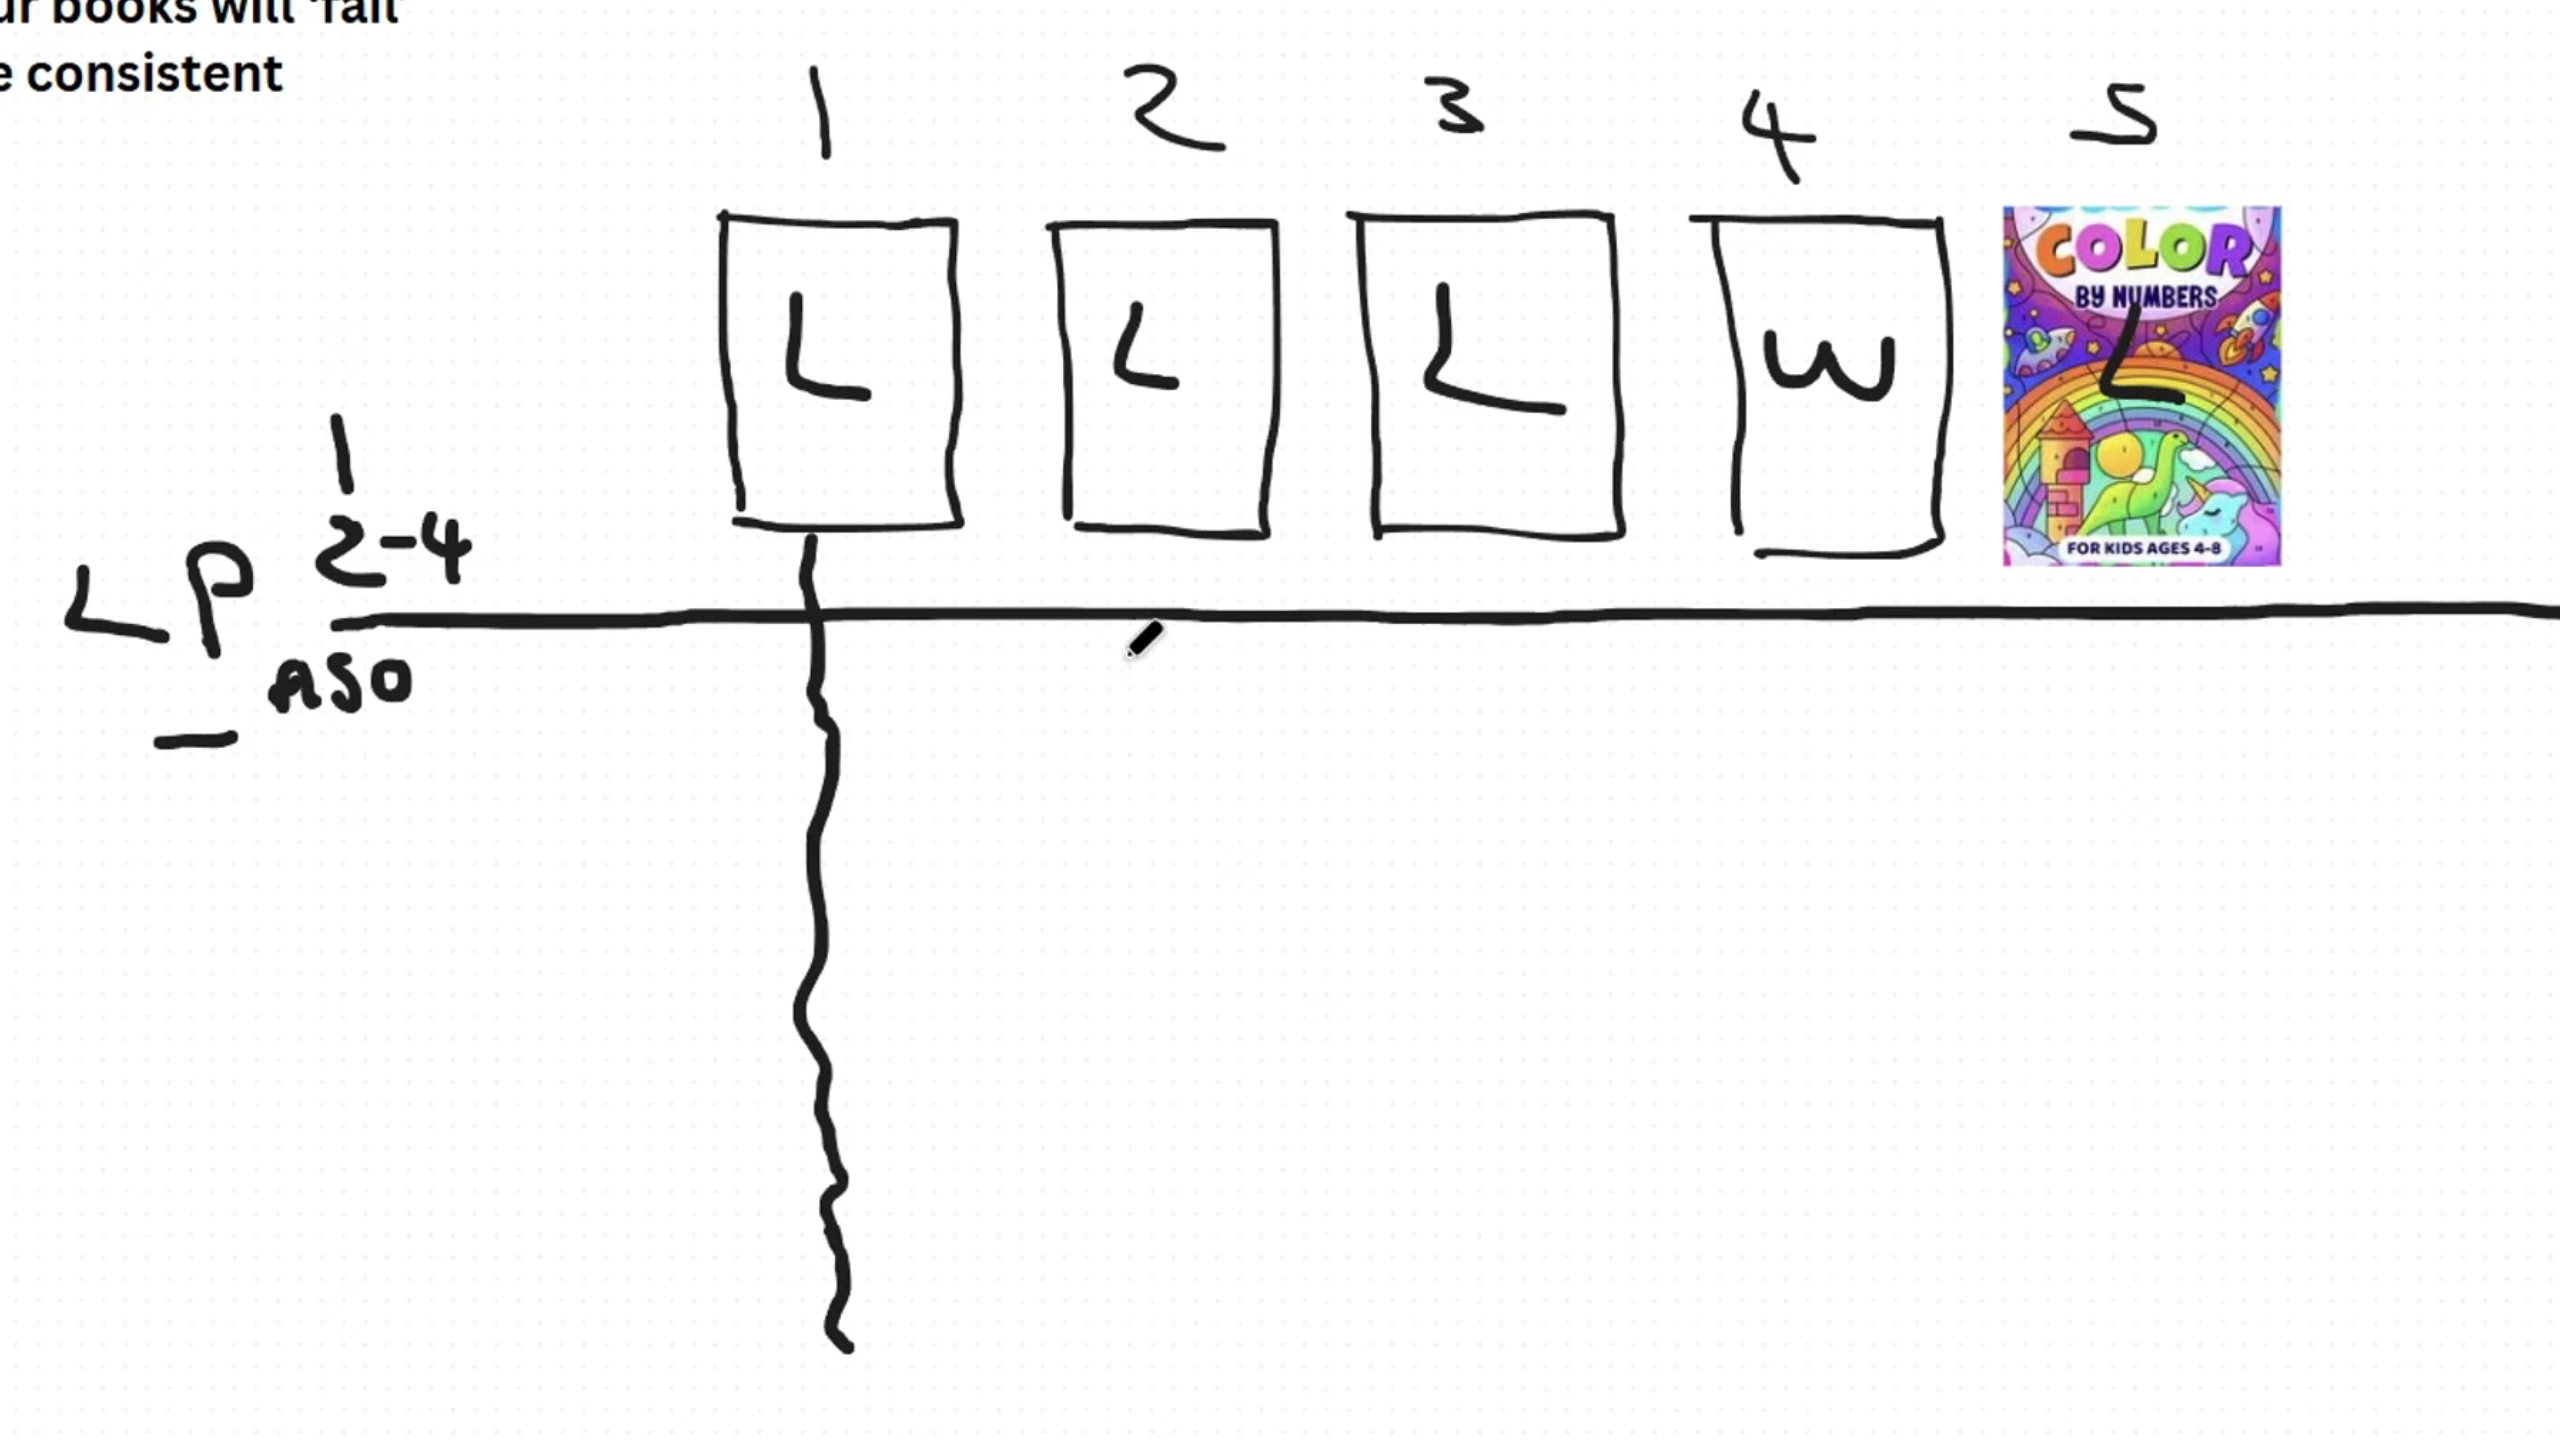 ur books will 'fail'
e consistent
1 2 3 4 5
L L L W L
COLOR
BY NUMBERS
FOR KIDS AGES 4-8
1
2-4
LP
ASO